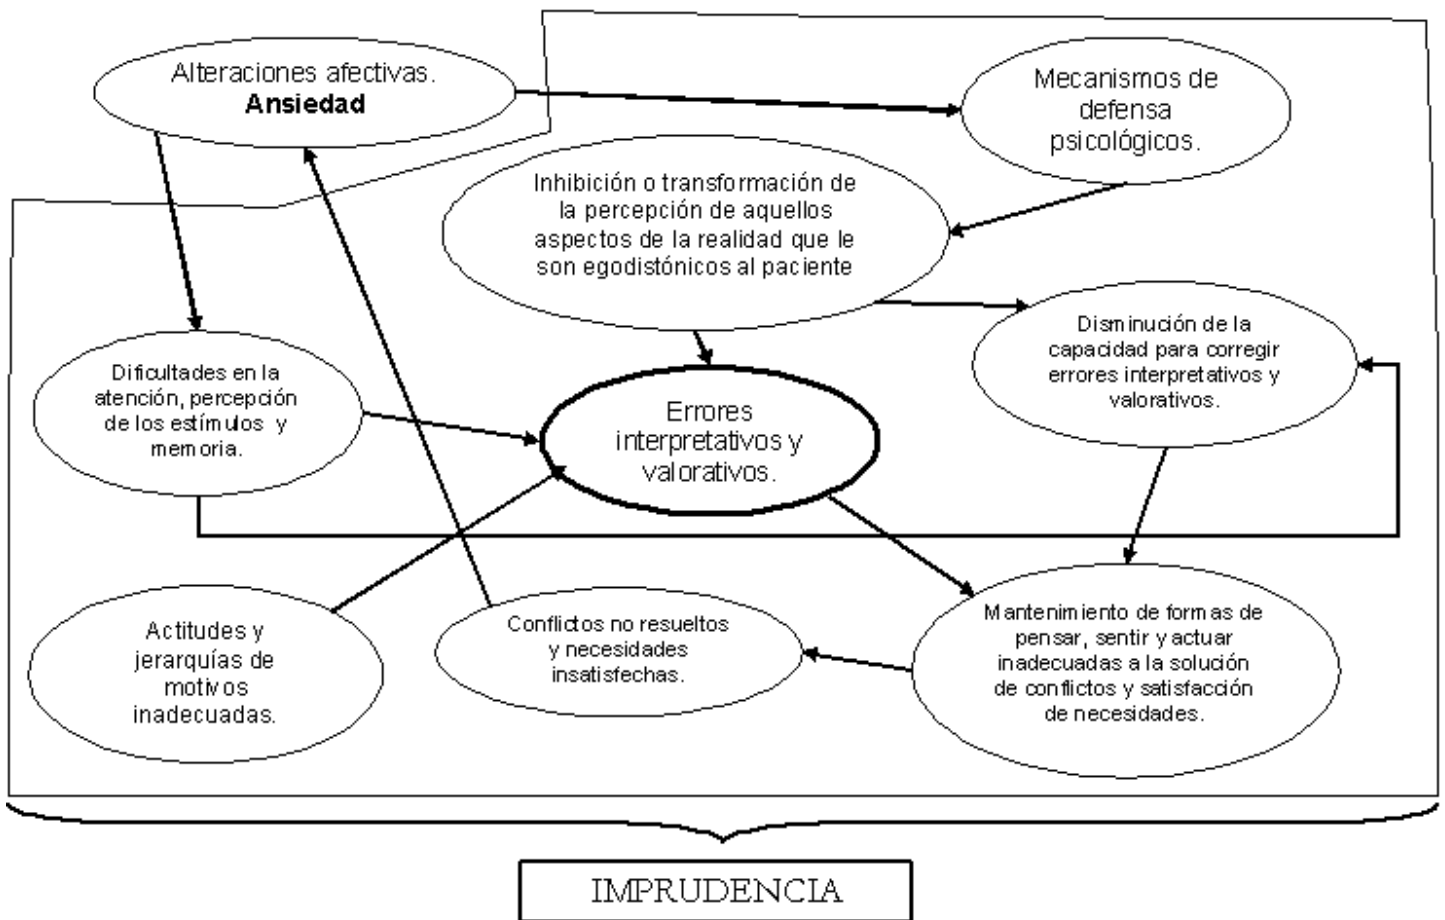 Alteraciones afectivas.
Ansiedad
Mecanismos de
defensa
psicológicos.
Inhibición o transformación de
la percepción de aquellos
aspectos de la realidad que le
son egodistónicos al paciente
Disminución de la
capacidad para corregir
errores interpretativos y
valorativos.
Dificultades en la
atención, percepción
de los estímulos y
memoria.
Errores
interpretativos y
valorativos.
Actitudes y
jerarquías de
motivos
inadecuadas.
Conflictos no resueltos
y necesidades
insatisfechas.
Mantenimiento de formas de
pensar, sentir y actuar
inadecuadas a la solución
de conflictos y satisfacción
de necesidades.
IMPRUDENCIA